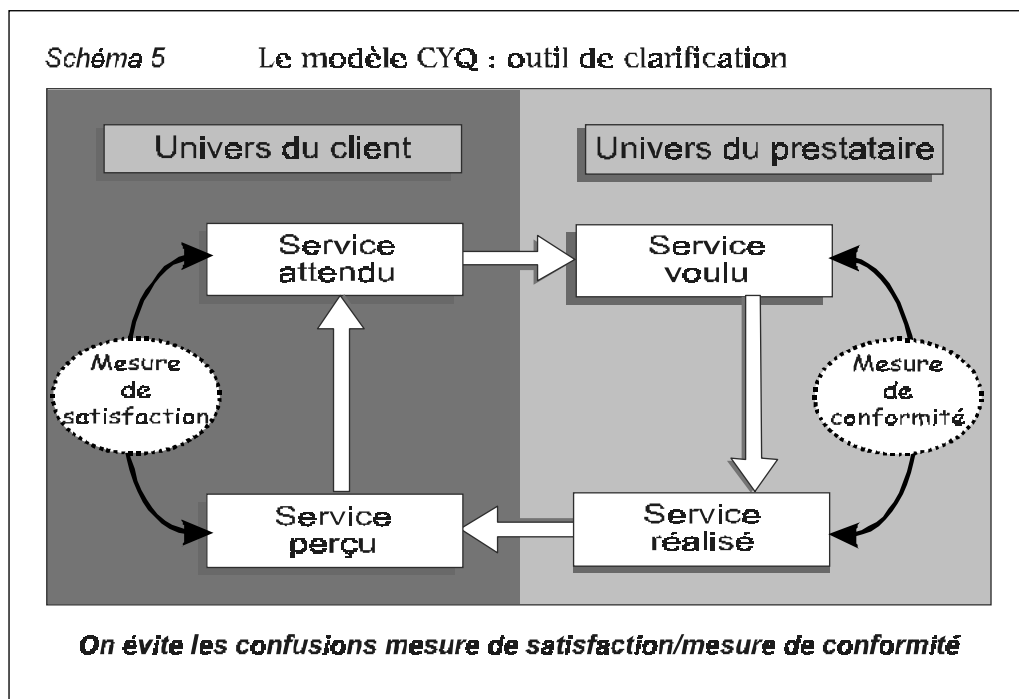 Schéma 5 Le modèle CYQ : outil de clarification
Univers du client
Univers du prestataire
Service
attendu
Service
voulu
Mesure
de
satisfaction
Mesure
de
conformité
Service
perçu
Service
réalisé
On évite les confusions mesure de satisfaction/mesure de conformité